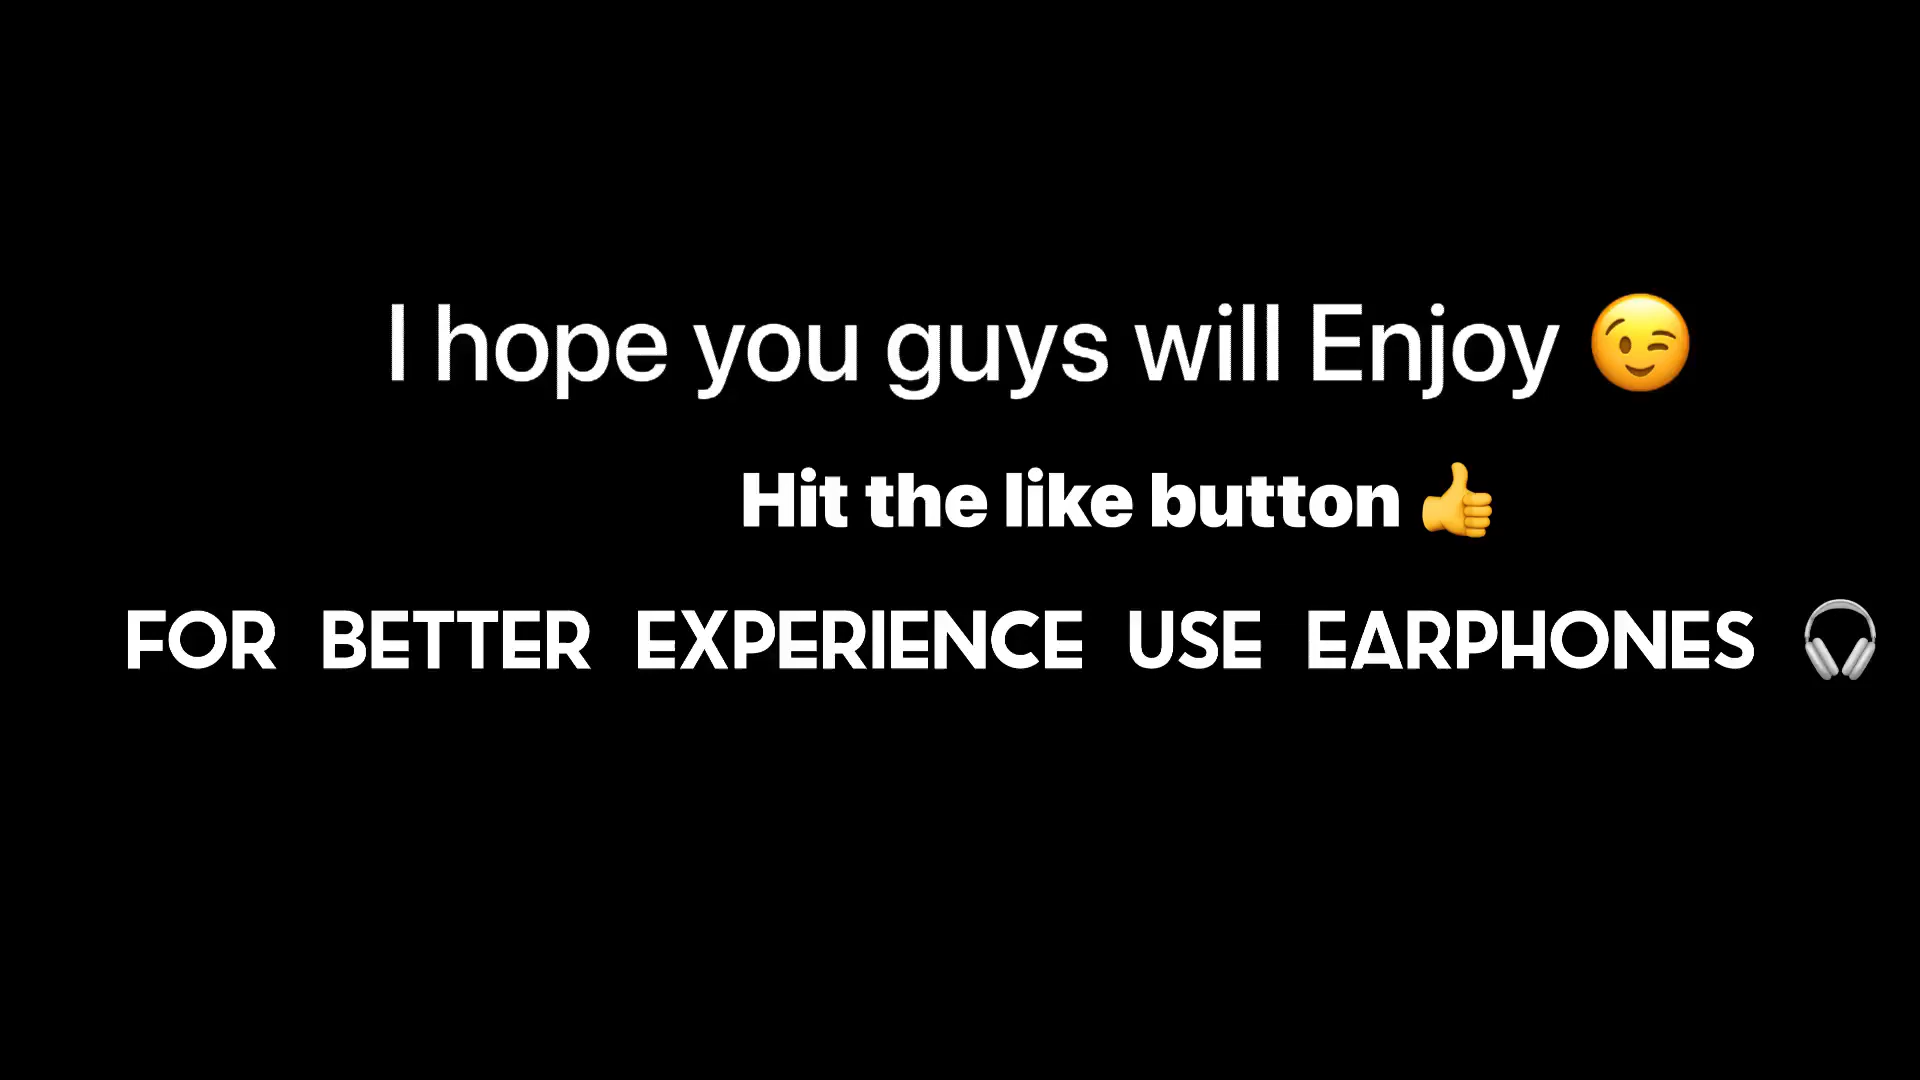 I hope you guys will Enjoy 😉
Hit the like button 👍
FOR BETTER EXPERIENCE USE EARPHONES 🎧